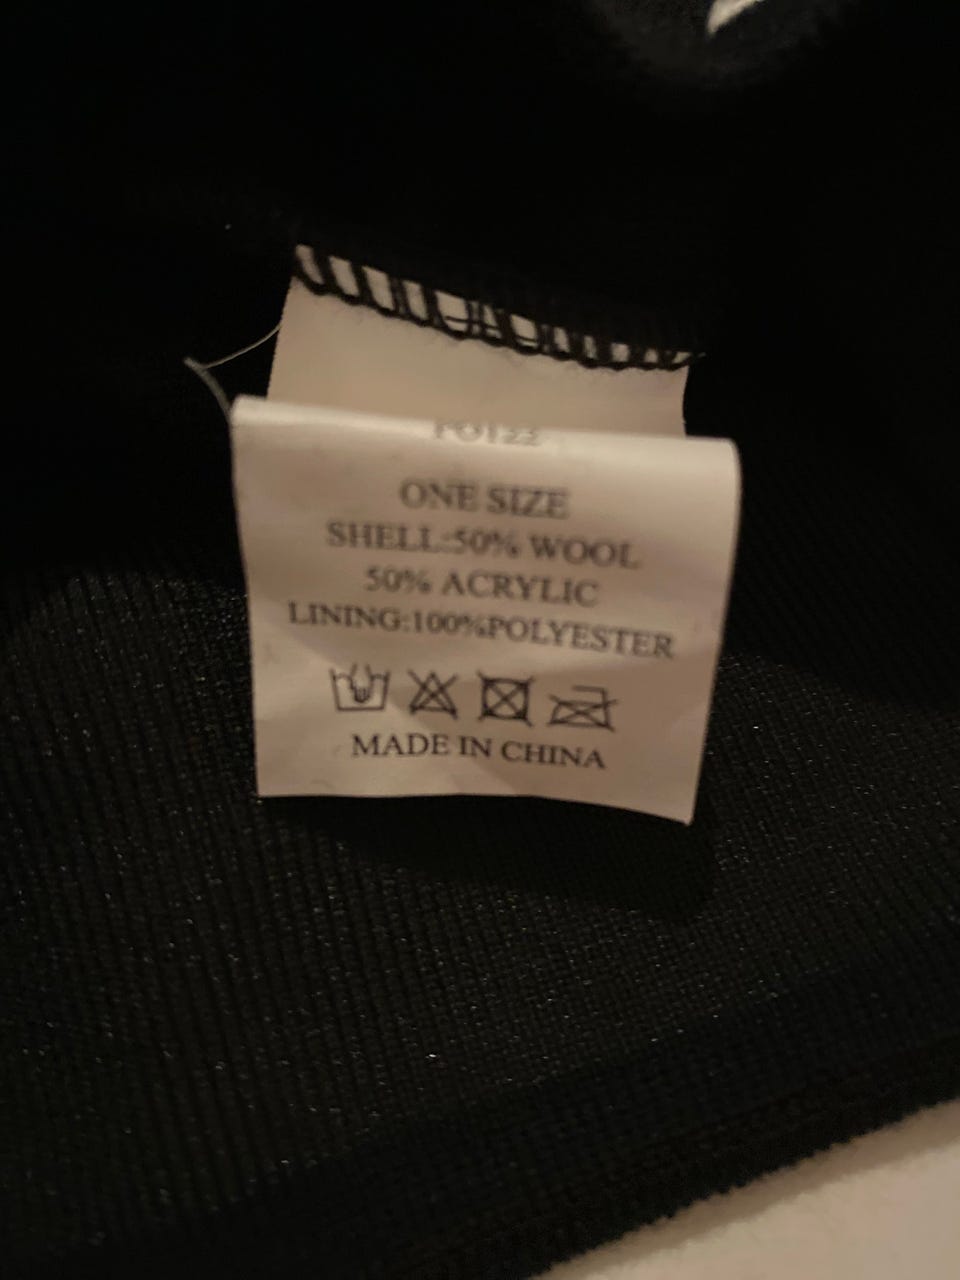 ONE SIZE
SHELL:50% WOOL
50% ACRYLIC
LINING:100%POLYESTER
MADE IN CHINA